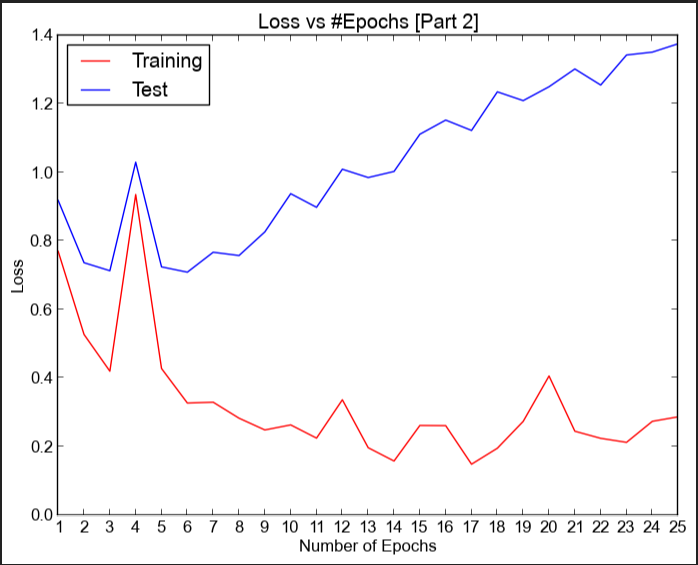 Loss vs #Epochs [Part 2]
Training
Test
Loss
1.4
1.2
1.0
0.8
0.6
0.4
0.2
0.0
1 2 3 4 5 6 7 8 9 10 11 12 13 14 15 16 17 18 19 20 21 22 23 24 25
Number of Epochs